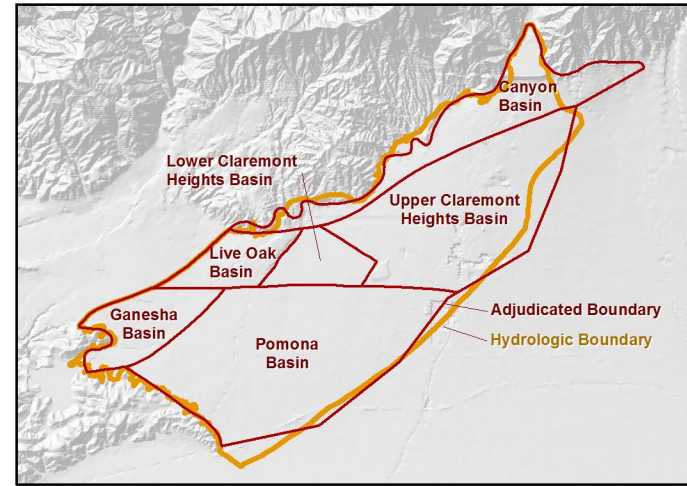 Canyon
Basin
Lower Claremont
Heights Basin
Upper Claremont
Heights Basin
Live Oak
Basin
Ganesha
Basin
Adjudicated Boundary
Hydrologic Boundary
Pomona
Basin